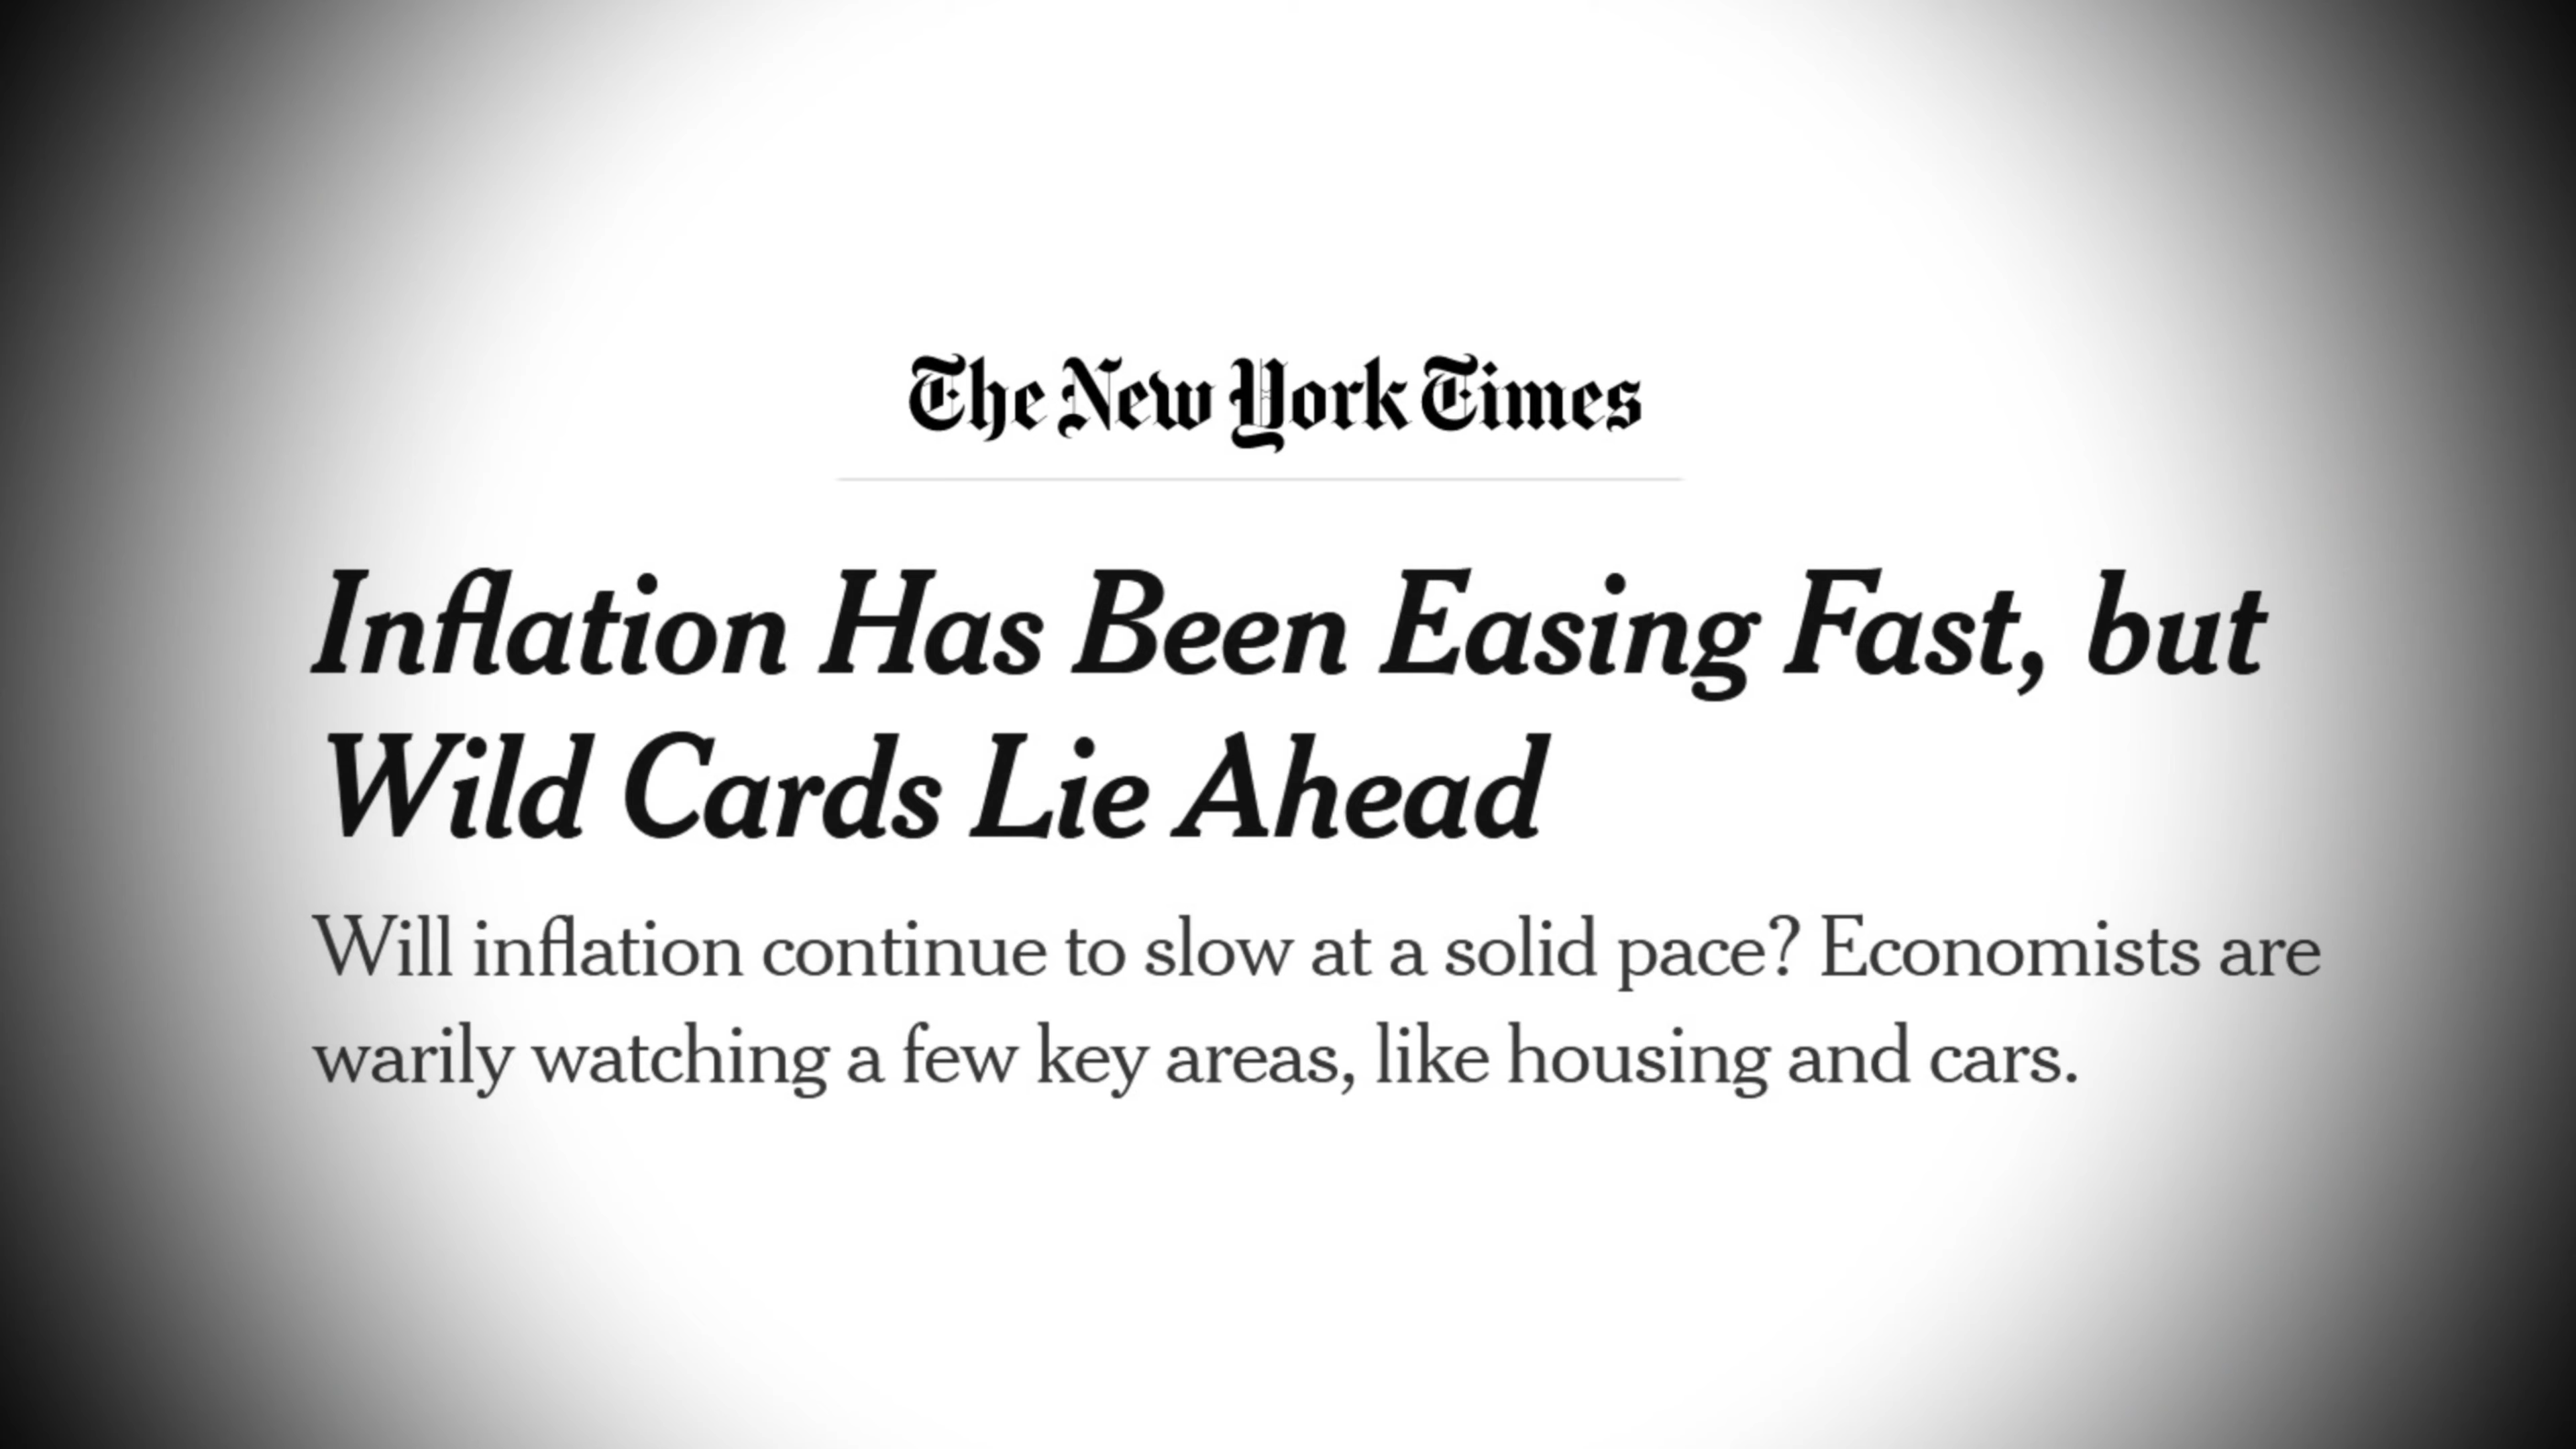 The New York Times
Inflation Has Been Easing Fast, but
Wild Cards Lie Ahead
Will inflation continue to slow at a solid pace? Economists are
warily watching a few key areas, like housing and cars.